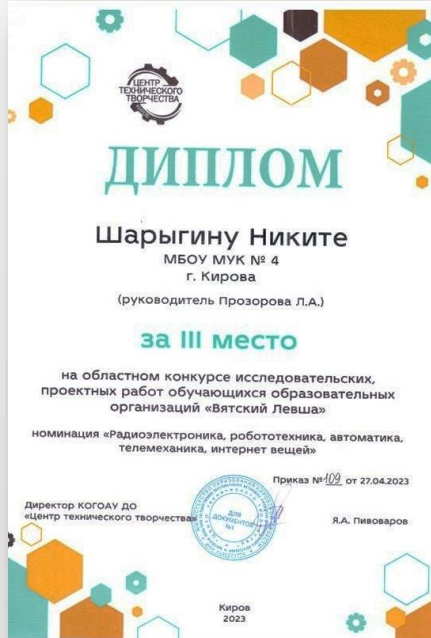 ЦЕНТР
ТЕХНИЧЕСКОГО
ТВОРЧЕСТВА
ДИПЛОМ
Шарыгину Никите
МБОУ МУК № 4
г. Кирова
(руководитель Прозорова Л.А.)
за III место
на областном конкурсе исследовательских,
проектных работ обучающихся образовательных
организаций «Вятский Левша»
номинация «Радиоэлектроника, робототехника, автоматика,
телемеханика, интернет вещей»
Приказ №109 от 27.04.2023
Директор КОГОАУ ДО
«Центр технического творчества»
ДЛЯ
ДОКУМЕНТОВ
№1
Я.А. Пивоваров
Киров
2023